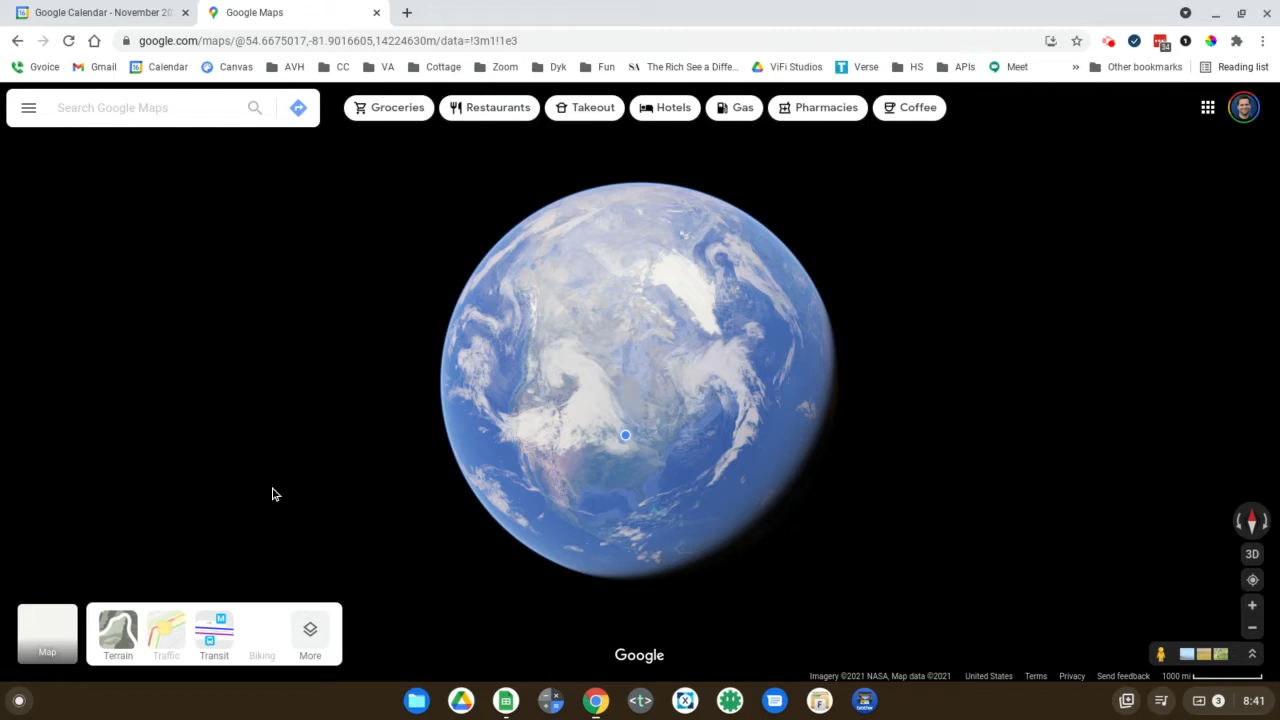 Google Calendar - November 20
Google Maps
google.com/maps/@54.6675017,-81.9016605,14224630m/data=!3m1!1e3
34
Gvoice
Gmail
16 Calendar
Canvas
AVH
CC
VA
Cottage
Zoom
Dyk
Fun
SA The Rich See a Diffe...
ViFi Studios
T Verse
HS
APIs
Meet
»
Other bookmarks
Reading list
Search Google Maps
Groceries
Restaurants
Takeout
Hotels
Gas
Pharmacies
Coffee
3D
+
−
Map
Terrain
Traffic
M
Transit
Biking
More
Google
Imagery ©2021 NASA, Map data ©2021 United States Terms Privacy Send feedback 1000 mi
<t>
X
F
3
8:41